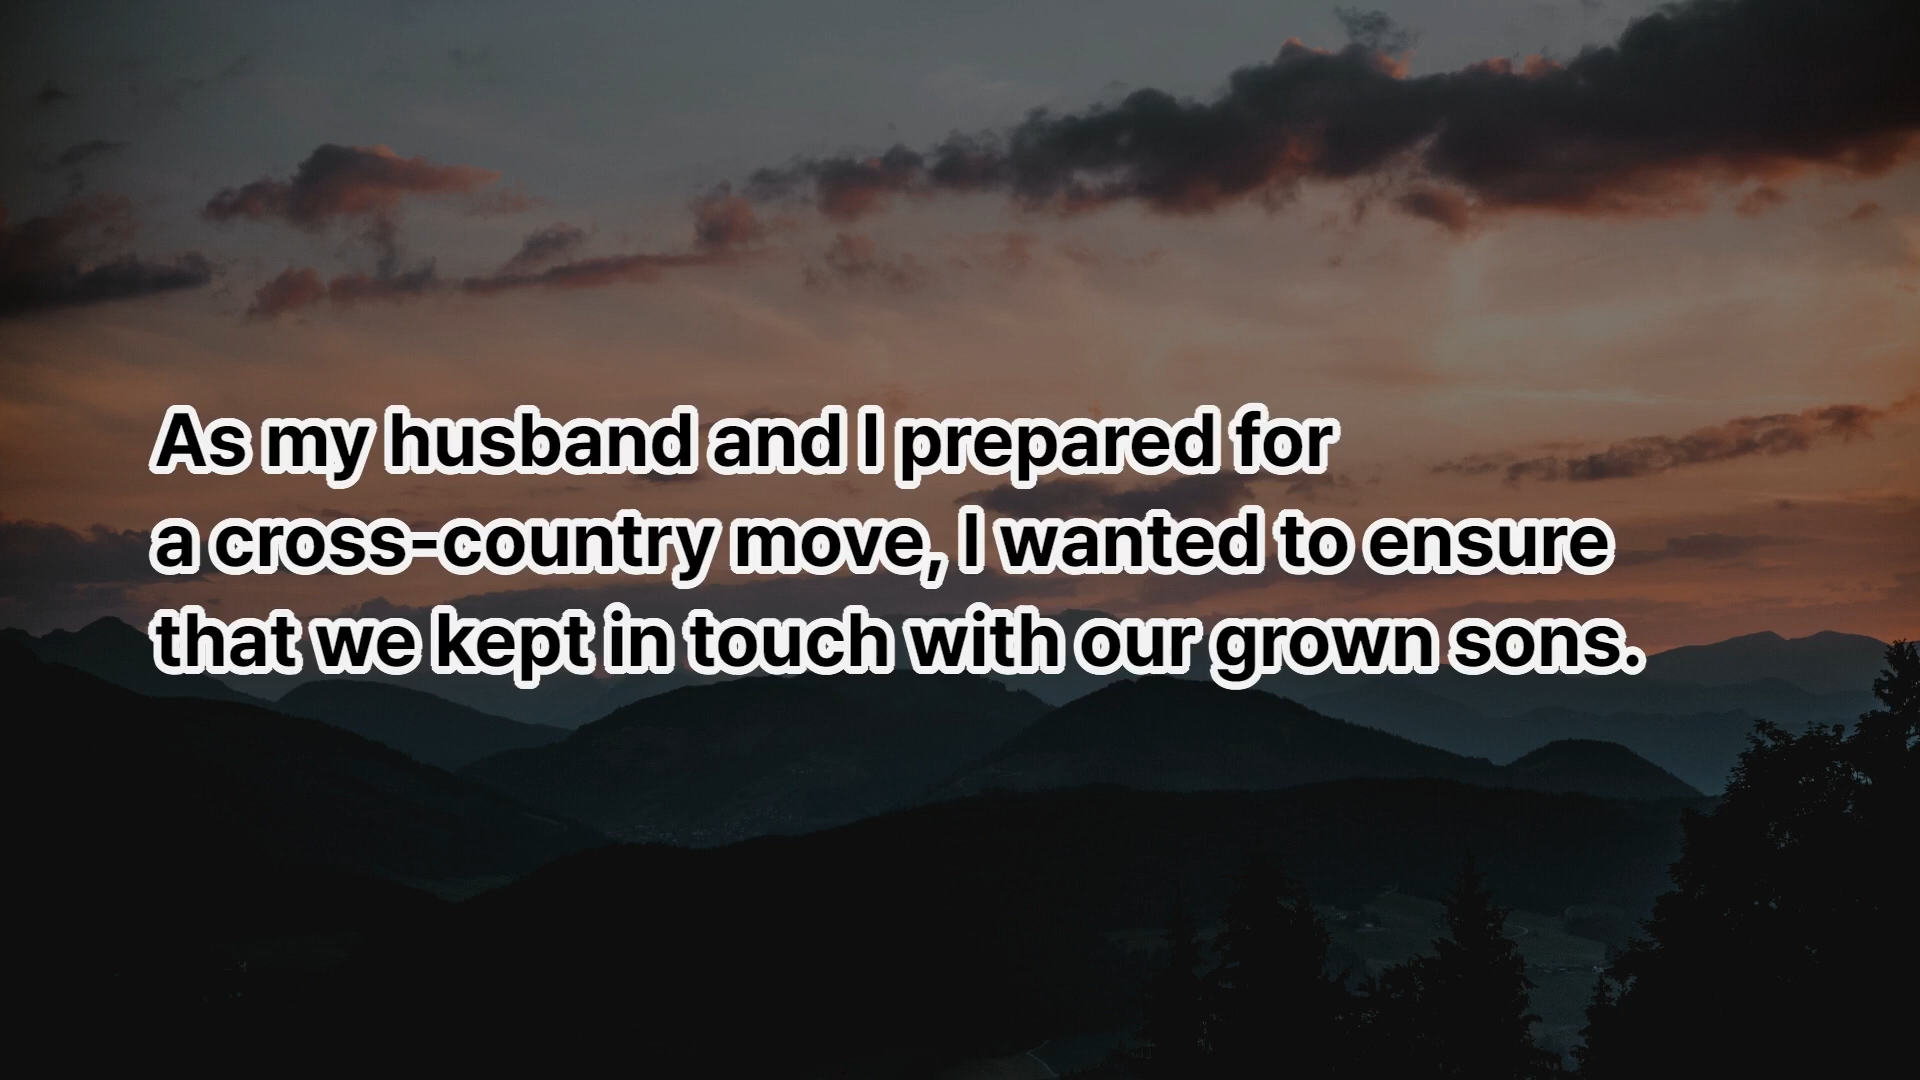 As my husband and I prepared for
a cross-country move, I wanted to ensure
that we kept in touch with our grown sons.